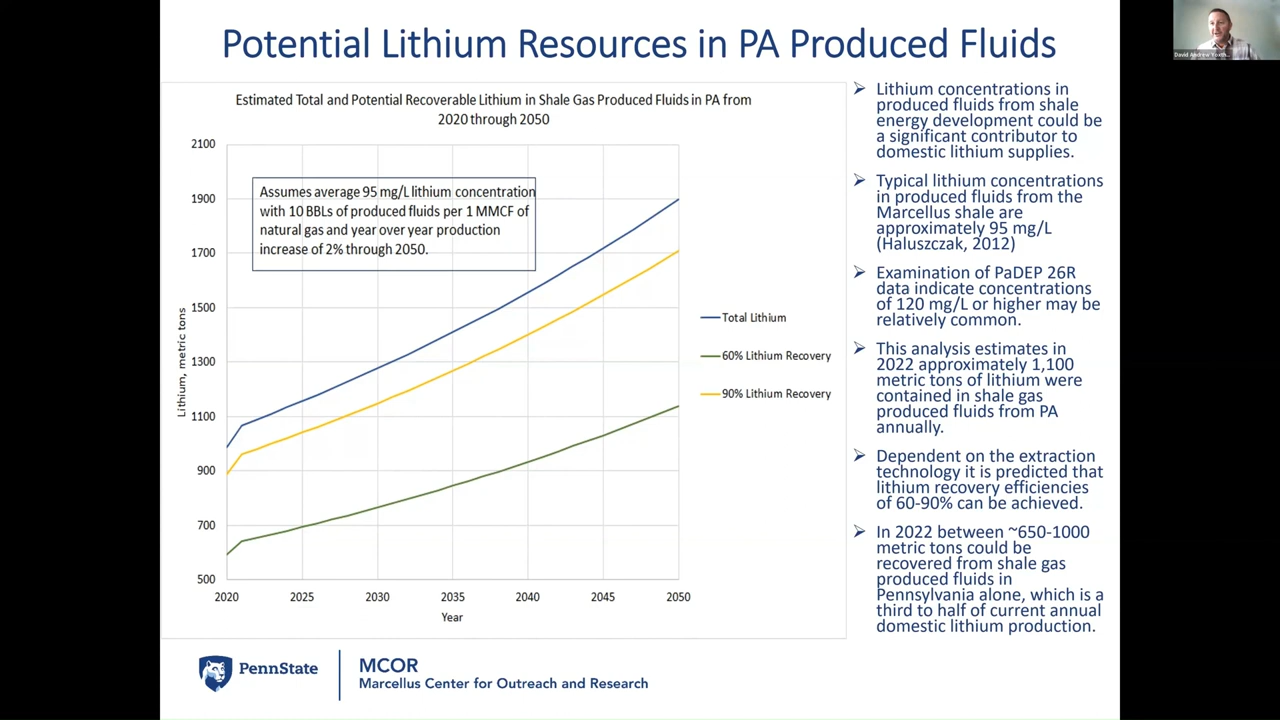 Potential Lithium Resources in PA Produced Fluids
David Andrew Yoxth...
Estimated Total and Potential Recoverable Lithium in Shale Gas Produced Fluids in PA from
2020 through 2050
Assumes average 95 mg/L lithium concentration
with 10 BBLs of produced fluids per 1 MMCF of
natural gas and year over year production
increase of 2% through 2050.
Lithium, metric tons
2100
1900
1700
1500
1300
1100
900
700
500
2020 2025 2030 2035 2040 2045 2050
Year
Total Lithium
60% Lithium Recovery
90% Lithium Recovery
Lithium concentrations in
produced fluids from shale
energy development could be
a significant contributor to
domestic lithium supplies.
Typical lithium concentrations
in produced fluids from the
Marcellus shale are
approximately 95 mg/L
(Haluszczak, 2012)
Examination of PaDEP 26R
data indicate concentrations
of 120 mg/L or higher may be
relatively common.
This analysis estimates in
2022 approximately 1,100
metric tons of lithium were
contained in shale gas
produced fluids from PA
annually.
Dependent on the extraction
technology it is predicted that
lithium recovery efficiencies
of 60-90% can be achieved.
In 2022 between ~650-1000
metric tons could be
recovered from shale gas
produced fluids in
Pennsylvania alone, which is a
third to half of current annual
domestic lithium production.
PennState
MCOR
Marcellus Center for Outreach and Research